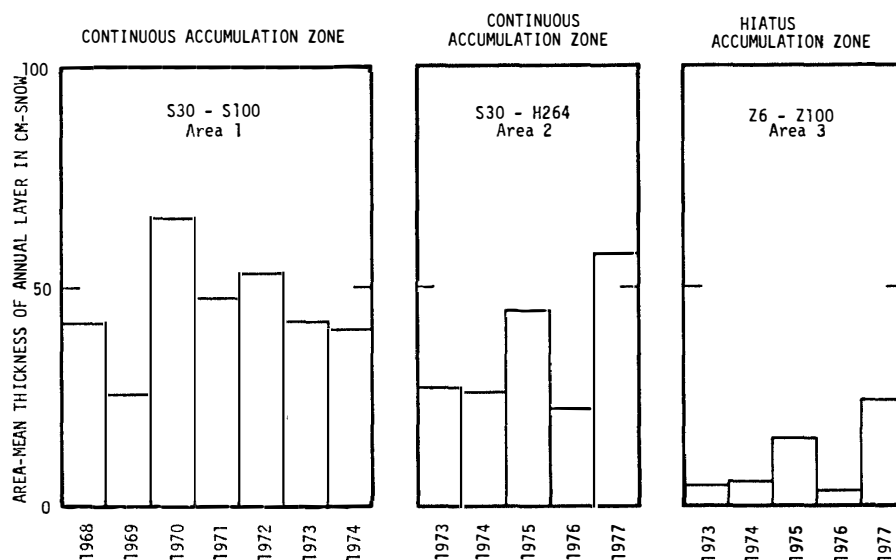 CONTINUOUS ACCUMULATION ZONE
CONTINUOUS
ACCUMULATION ZONE
HIATUS
ACCUMULATION ZONE
AREA-MEAN THICKNESS OF ANNUAL LAYER IN CM-SNOW
100
50
0
S30 - S100
Area 1
S30 - H264
Area 2
Z6 - Z100
Area 3
1968
1969
1970
1971
1972
1973
1974
1973
1974
1975
1976
1977
1973
1974
1975
1976
1977